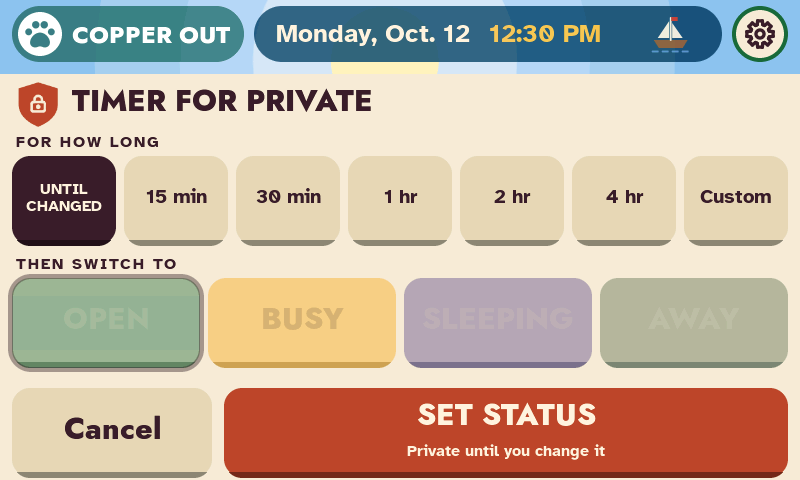 COPPER OUT
Monday, Oct. 12 12:30 PM
TIMER FOR PRIVATE
FOR HOW LONG
UNTIL
CHANGED
15 min
30 min
1 hr
2 hr
4 hr
Custom
THEN SWITCH TO
OPEN
BUSY
SLEEPING
AWAY
Cancel
SET STATUS
Private until you change it